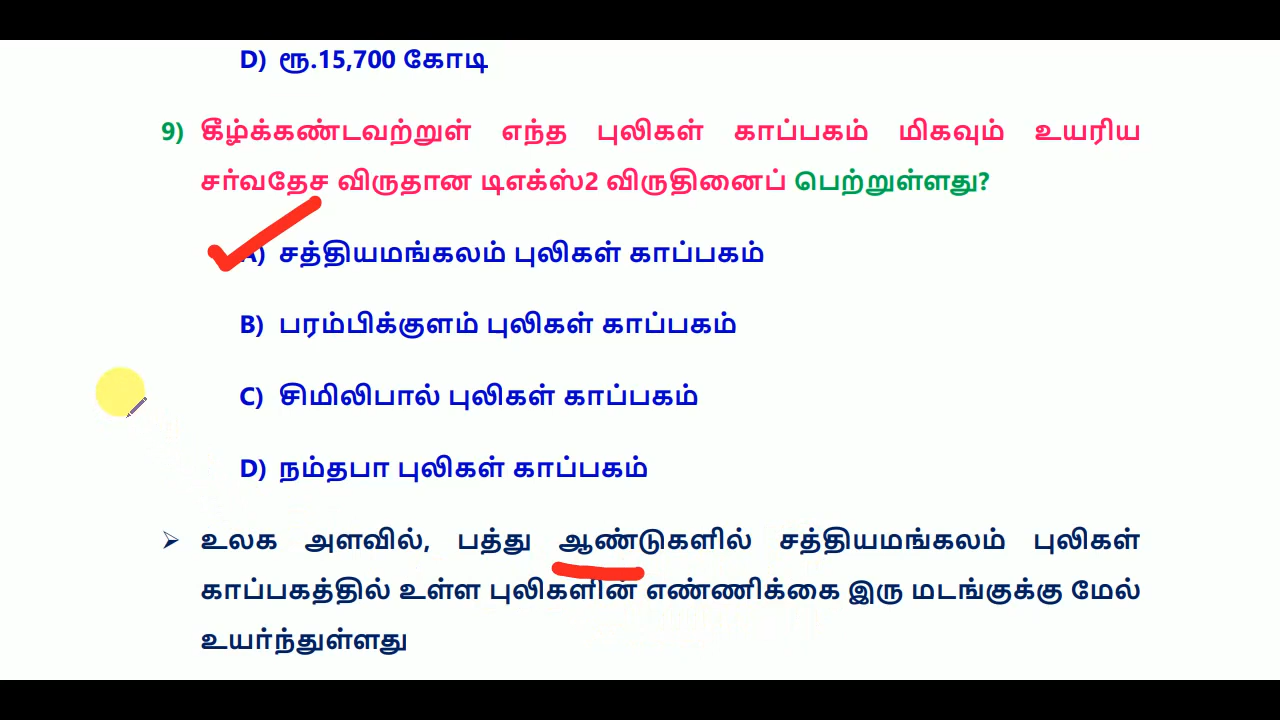 D) ரூ.15,700 கோடி
9) கீழ்க்கண்டவற்றுள் எந்த புலிகள் காப்பகம் மிகவும் உயரிய
சர்வதேச விருதான டிஎக்ஸ்2 விருதினைப் பெற்றுள்ளது?
A) சத்தியமங்கலம் புலிகள் காப்பகம்
B) பரம்பிக்குளம் புலிகள் காப்பகம்
C) சிமிலிபால் புலிகள் காப்பகம்
D) நம்தபா புலிகள் காப்பகம்
➢ உலக அளவில், பத்து ஆண்டுகளில் சத்தியமங்கலம் புலிகள்
காப்பகத்தில் உள்ள புலிகளின் எண்ணிக்கை இரு மடங்குக்கு மேல்
உயர்ந்துள்ளது